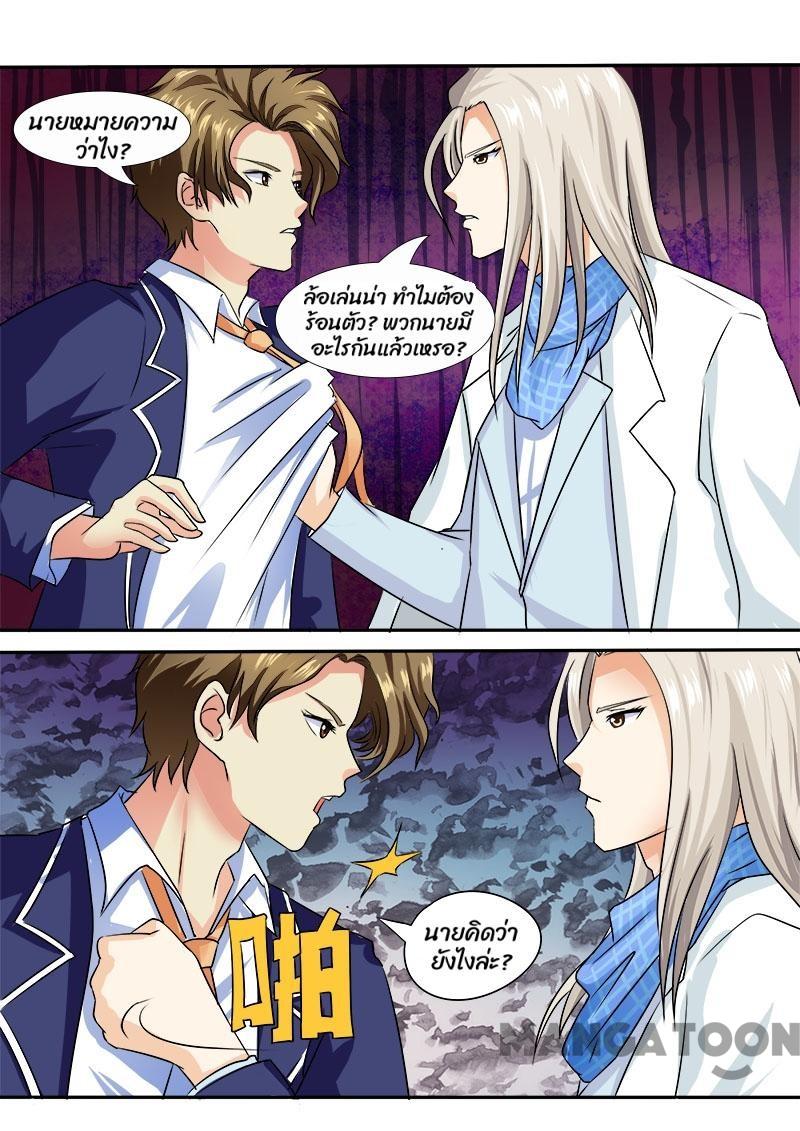 นายหมายความ
ว่าไง?
ล้อเล่นน่า ทำไมต้อง
ร้อนตัว? พวกนายมี
อะไรกันแล้วเหรอ?
啪
นายคิดว่า
ยังไงล่ะ?
MANGATOON